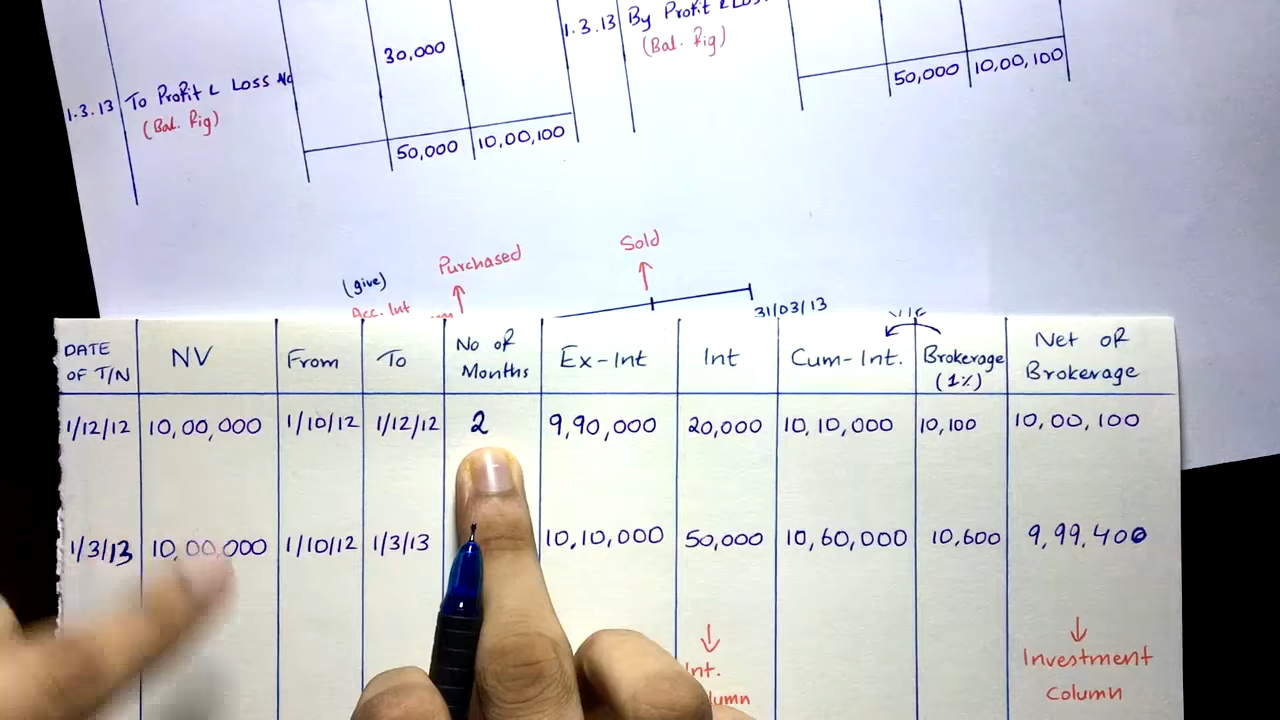 1.3.13 To Profit & Loss A/c
(Bal. Fig)
30,000
50,000 10,00,100
1.3.13 By Profit & Loss
(Bal. Fig)
50,000 10,00,100
(give)
Acc. Int
Purchased
Sold
31/03/13
DATE OF T/N NV From To No of Months Ex-Int Int Cum-Int. Brokerage (1%) Net of Brokerage
1/12/12 10,00,000 1/10/12 1/12/12 2 9,90,000 20,000 10,10,000 10,100 10,00,100
1/3/13 10,00,000 1/10/12 1/3/13 10,10,000 50,000 10,60,000 10,600 9,99,400
Investment
Column